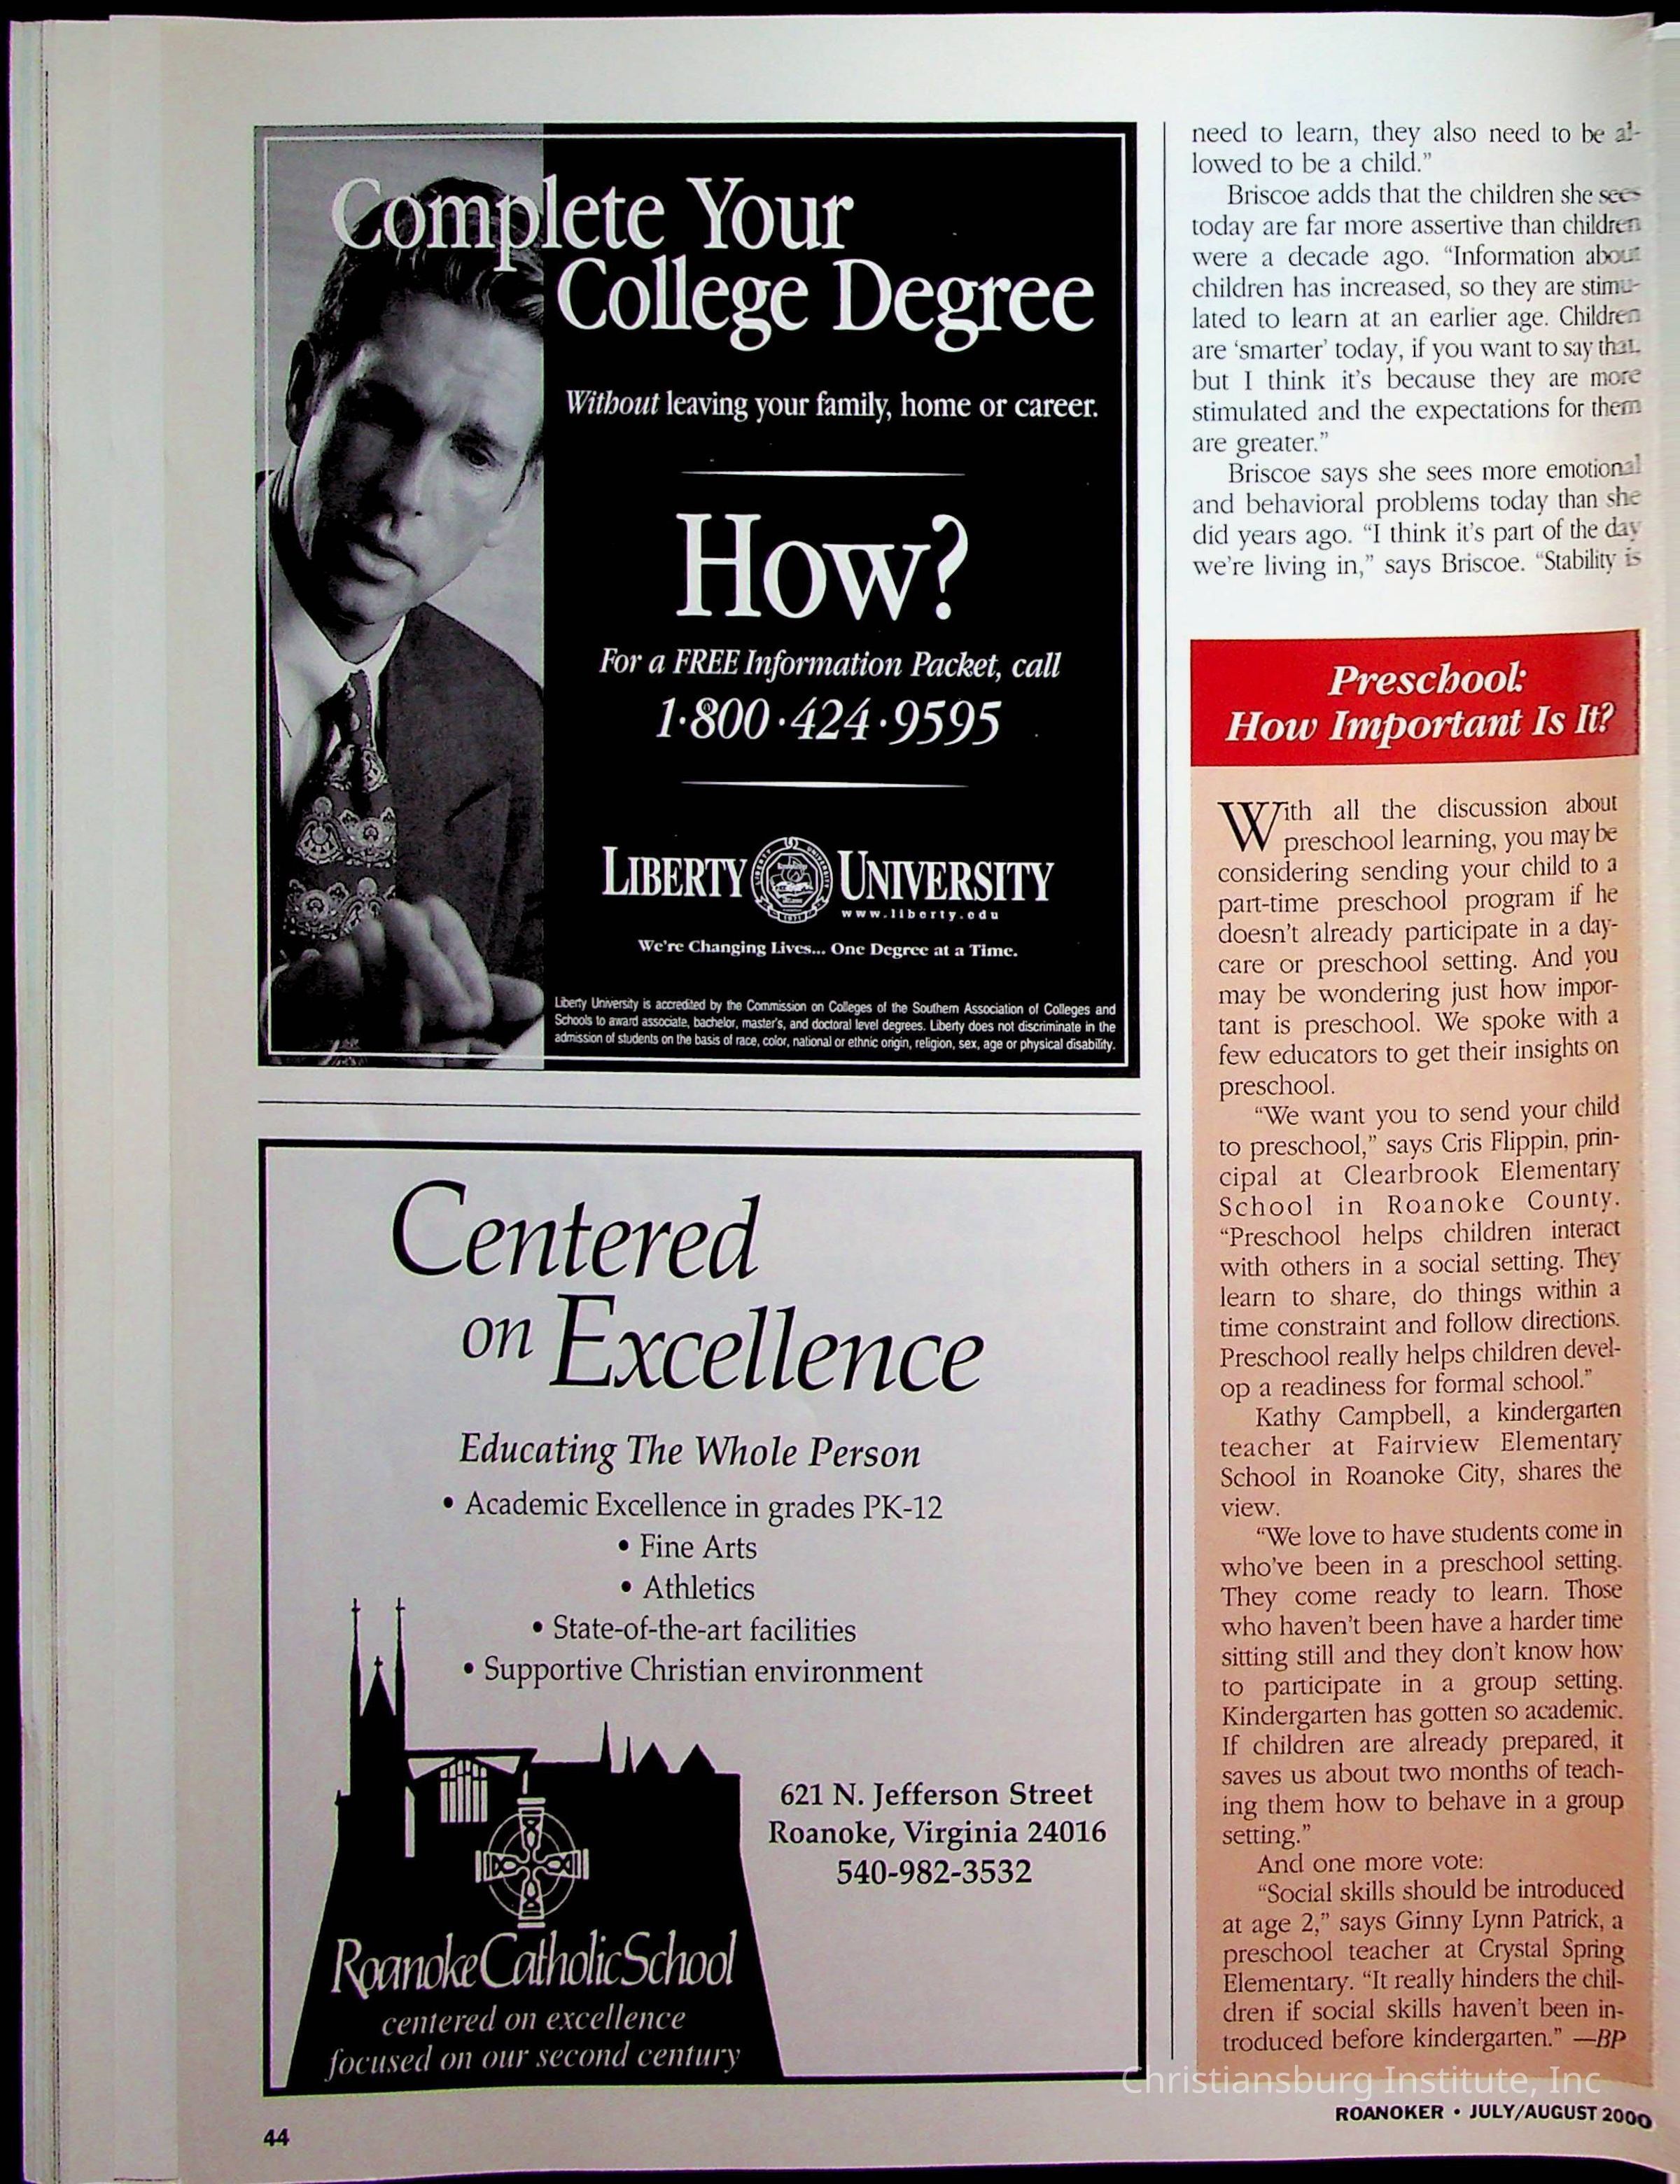 Complete Your
College Degree
Without leaving your family, home or career.
How?
For a FREE Information Packet, call
1·800·424·9595
LIBERTY UNIVERSITY
www.liberty.edu
We're Changing Lives... One Degree at a Time.
Liberty University is accredited by the Commission on Colleges of the Southern Association of Colleges and
Schools to award associate, bachelor, master's, and doctoral level degrees. Liberty does not discriminate in the
admission of students on the basis of race, color, national or ethnic origin, religion, sex, age or physical disability.
Centered
on Excellence
Educating The Whole Person
• Academic Excellence in grades PK-12
• Fine Arts
• Athletics
• State-of-the-art facilities
• Supportive Christian environment
621 N. Jefferson Street
Roanoke, Virginia 24016
540-982-3532
Roanoke Catholic School
centered on excellence
focused on our second century
need to learn, they also need to be al-
lowed to be a child.”
Briscoe adds that the children she sees
today are far more assertive than children
were a decade ago. “Information about
children has increased, so they are stimu-
lated to learn at an earlier age. Children
are ‘smarter’ today, if you want to say that,
but I think it’s because they are more
stimulated and the expectations for them
are greater.”
Briscoe says she sees more emotional
and behavioral problems today than she
did years ago. “I think it’s part of the day
we’re living in,” says Briscoe. “Stability is
Preschool:
How Important Is It?
With all the discussion about
preschool learning, you may be
considering sending your child to a
part-time preschool program if he
doesn’t already participate in a day-
care or preschool setting. And you
may be wondering just how impor-
tant is preschool. We spoke with a
few educators to get their insights on
preschool.
“We want you to send your child
to preschool,” says Cris Flippin, prin-
cipal at Clearbrook Elementary
School in Roanoke County.
“Preschool helps children interact
with others in a social setting. They
learn to share, do things within a
time constraint and follow directions.
Preschool really helps children devel-
op a readiness for formal school.”
Kathy Campbell, a kindergarten
teacher at Fairview Elementary
School in Roanoke City, shares the
view.
“We love to have students come in
who’ve been in a preschool setting.
They come ready to learn. Those
who haven’t been have a harder time
sitting still and they don’t know how
to participate in a group setting.
Kindergarten has gotten so academic.
If children are already prepared, it
saves us about two months of teach-
ing them how to behave in a group
setting.”
And one more vote:
“Social skills should be introduced
at age 2,” says Ginny Lynn Patrick, a
preschool teacher at Crystal Spring
Elementary. “It really hinders the chil-
dren if social skills haven’t been in-
troduced before kindergarten.” —BP
Christiansburg Institute, Inc
ROANOKER • JULY/AUGUST 2000
44